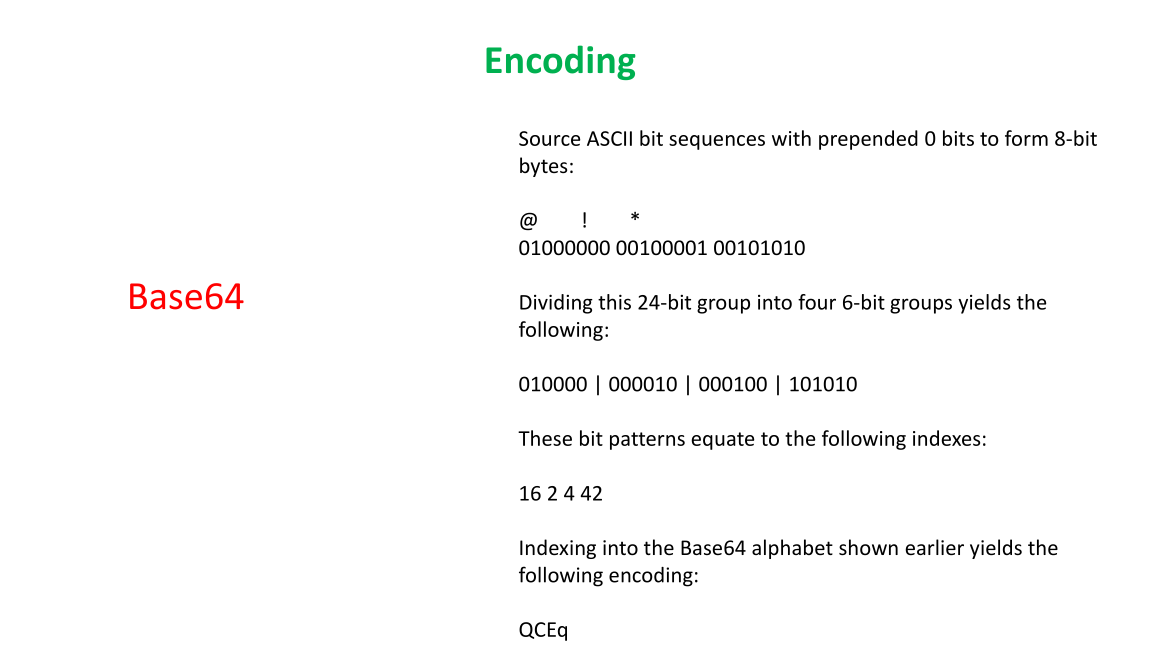 Encoding
Base64
Source ASCII bit sequences with prepended 0 bits to form 8-bit
bytes:
@ ! *
01000000 00100001 00101010
Dividing this 24-bit group into four 6-bit groups yields the
following:
010000 | 000010 | 000100 | 101010
These bit patterns equate to the following indexes:
16 2 4 42
Indexing into the Base64 alphabet shown earlier yields the
following encoding:
QCEq